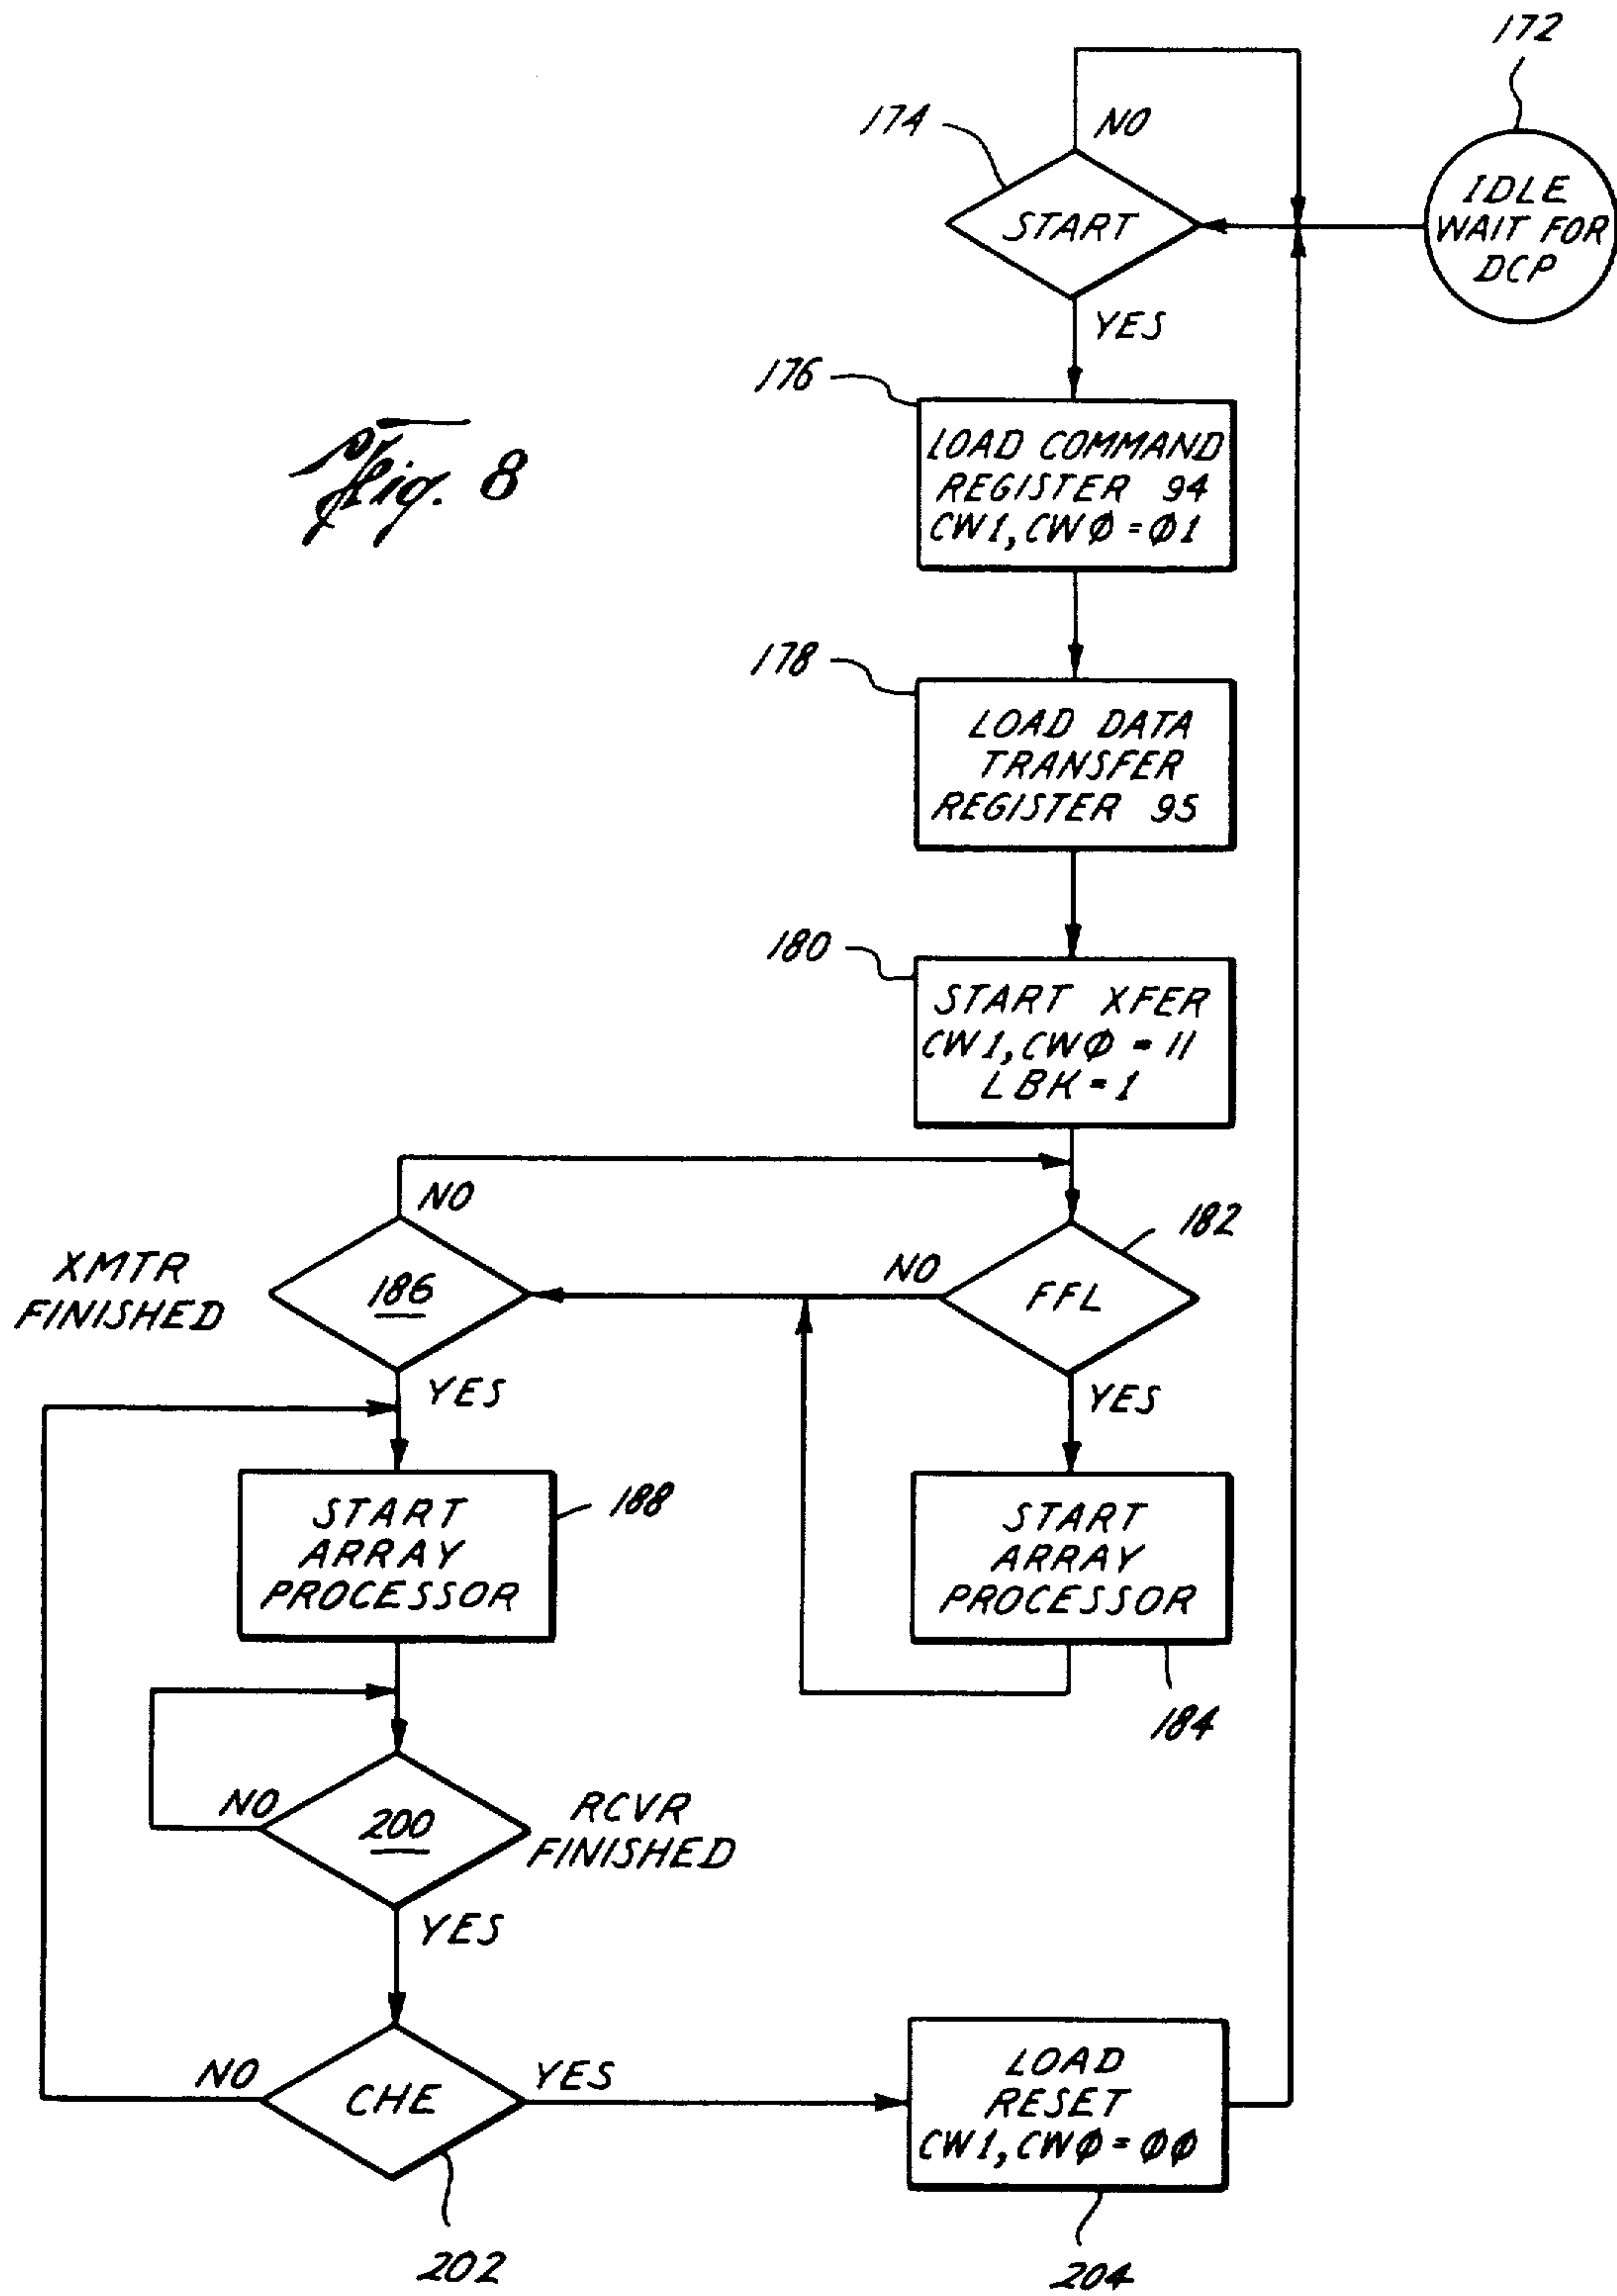 172
174
NO
START
IDLE
WAIT FOR
DCP
YES
Fig. 8
176
LOAD COMMAND
REGISTER 94
CW1, CWØ = Ø1
178
LOAD DATA
TRANSFER
REGISTER 95
180
START XFER
CW1, CWØ = 11
LBK = 1
NO
182
XMTR
FINISHED
186
NO
FFL
YES
YES
START
ARRAY
PROCESSOR
188
START
ARRAY
PROCESSOR
184
NO
200
RCVR
FINISHED
YES
NO
CHE
YES
LOAD
RESET
CW1, CWØ = ØØ
202
204